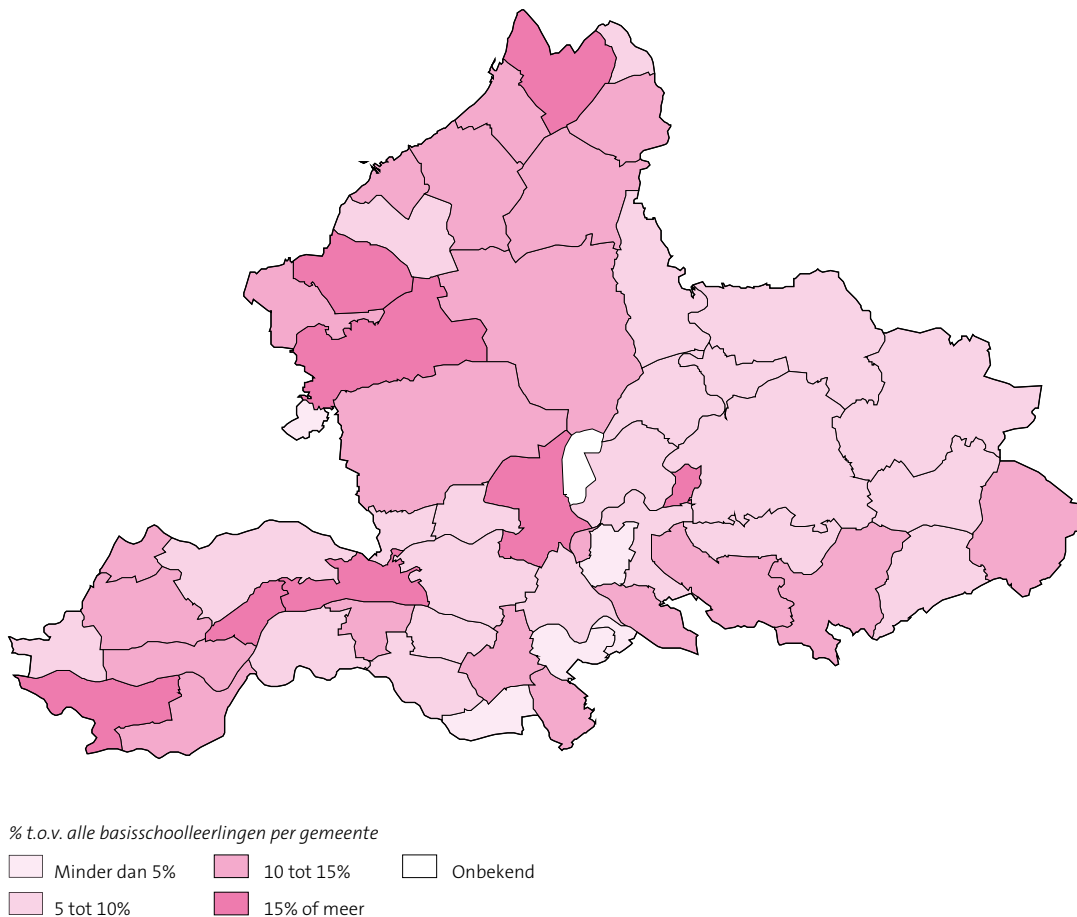 % t.o.v. alle basisschoolleerlingen per gemeente
Minder dan 5%
10 tot 15%
Onbekend
5 tot 10%
15% of meer